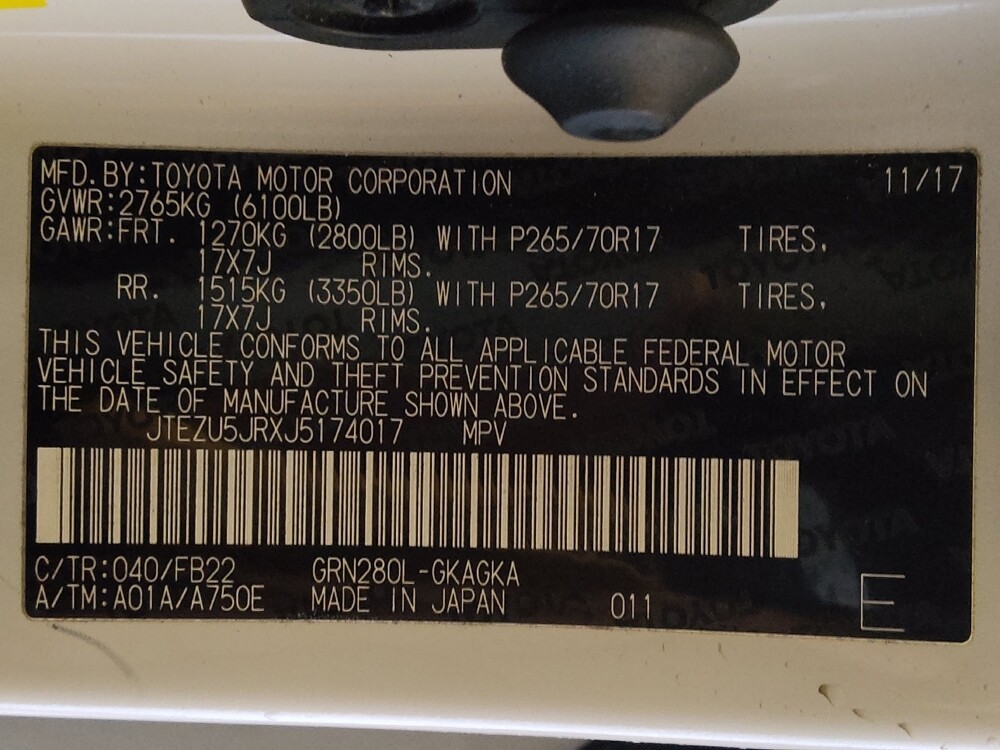 MFD. BY: TOYOTA MOTOR CORPORATION 11/17
GVWR: 2765KG (6100LB)
GAWR: FRT. 1270KG (2800LB) WITH P265/70R17 TIRES,
17X7J RIMS.
RR. 1515KG (3350LB) WITH P265/70R17 TIRES,
17X7J RIMS.
THIS VEHICLE CONFORMS TO ALL APPLICABLE FEDERAL MOTOR
VEHICLE SAFETY AND THEFT PREVENTION STANDARDS IN EFFECT ON
THE DATE OF MANUFACTURE SHOWN ABOVE.
JTEZU5JRXJ5174017 MPV
C/TR: 040/FB22 GRN280L-GKAGKA
A/TM: A01A/A750E MADE IN JAPAN 011 E